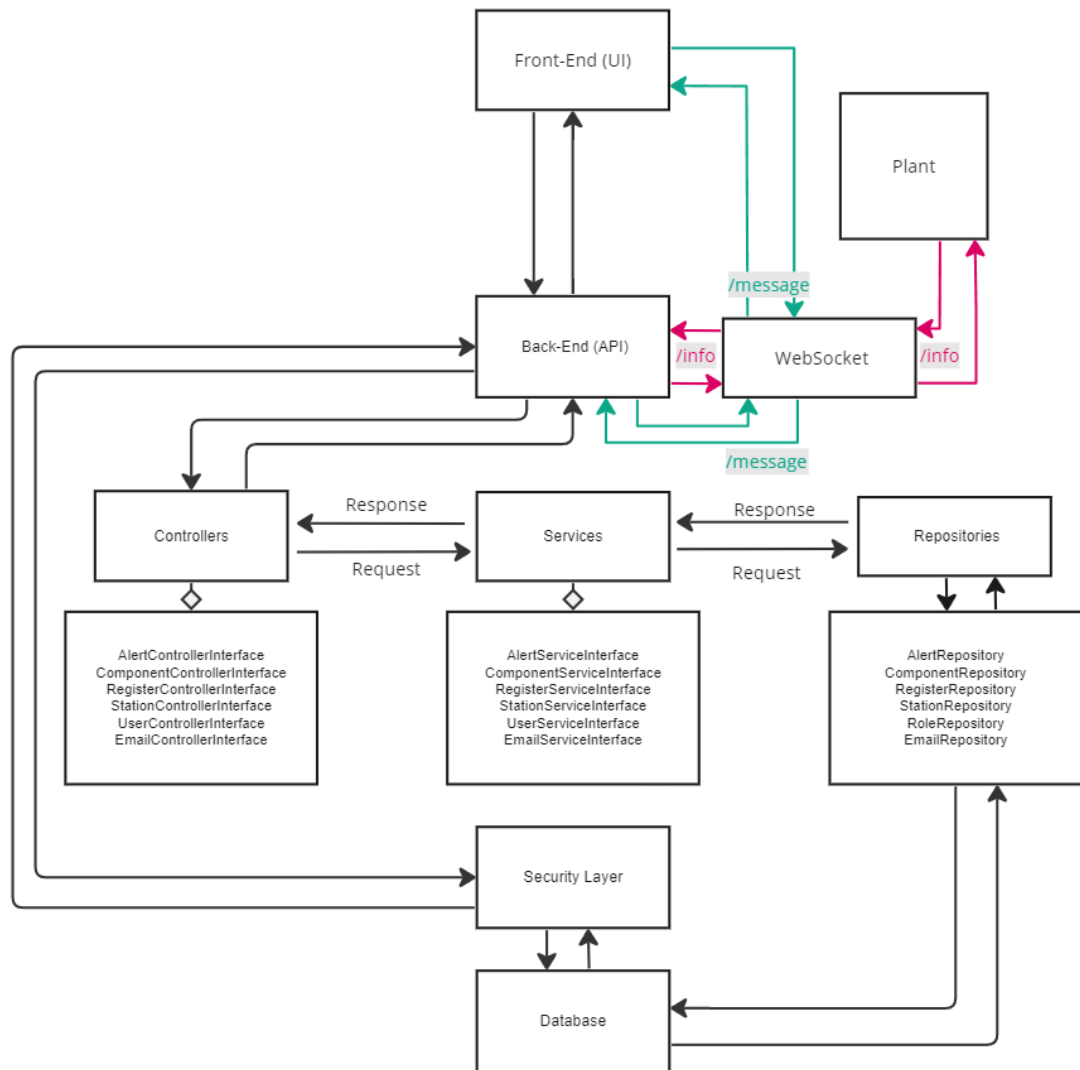 Front-End (UI)
Plant
/message
Back-End (API)
/info
WebSocket
/info
/message
Response
Response
Controllers
Services
Repositories
Request
Request
AlertControllerInterface
ComponentControllerInterface
RegisterControllerInterface
StationControllerInterface
UserControllerInterface
EmailControllerInterface
AlertServiceInterface
ComponentServiceInterface
RegisterServiceInterface
StationServiceInterface
UserServiceInterface
EmailServiceInterface
AlertRepository
ComponentRepository
RegisterRepository
StationRepository
RoleRepository
EmailRepository
Security Layer
Database